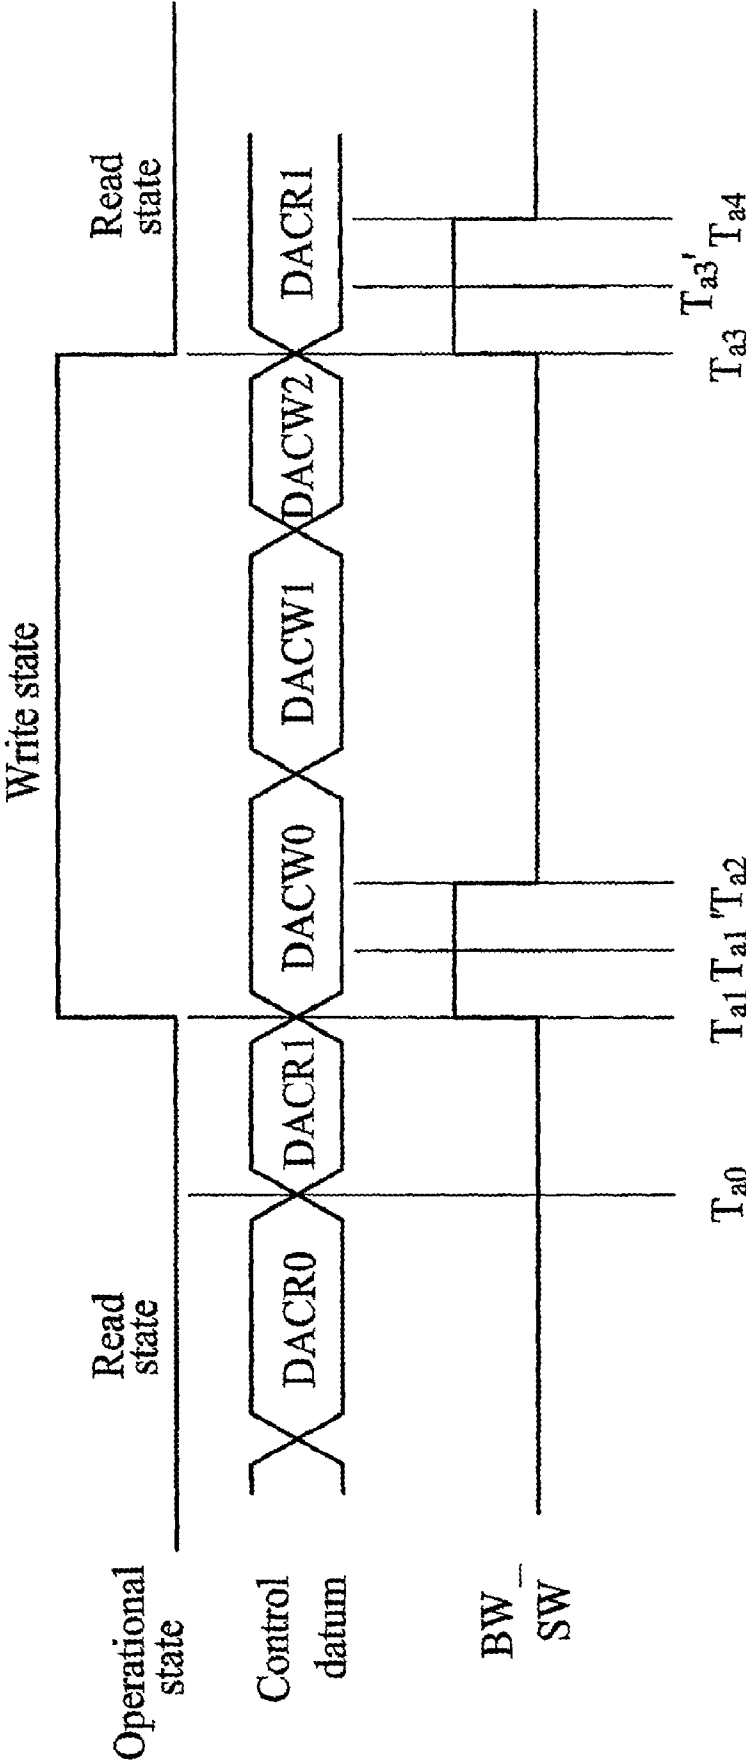 Write state
Read
state
Read
state
Operational
state
Control
datum
DACR0
DACR1
DACW0
DACW1
DACW2
DACR1
BW_
SW
Ta0
Ta1
Ta1'
Ta2
Ta3
Ta3'
Ta4